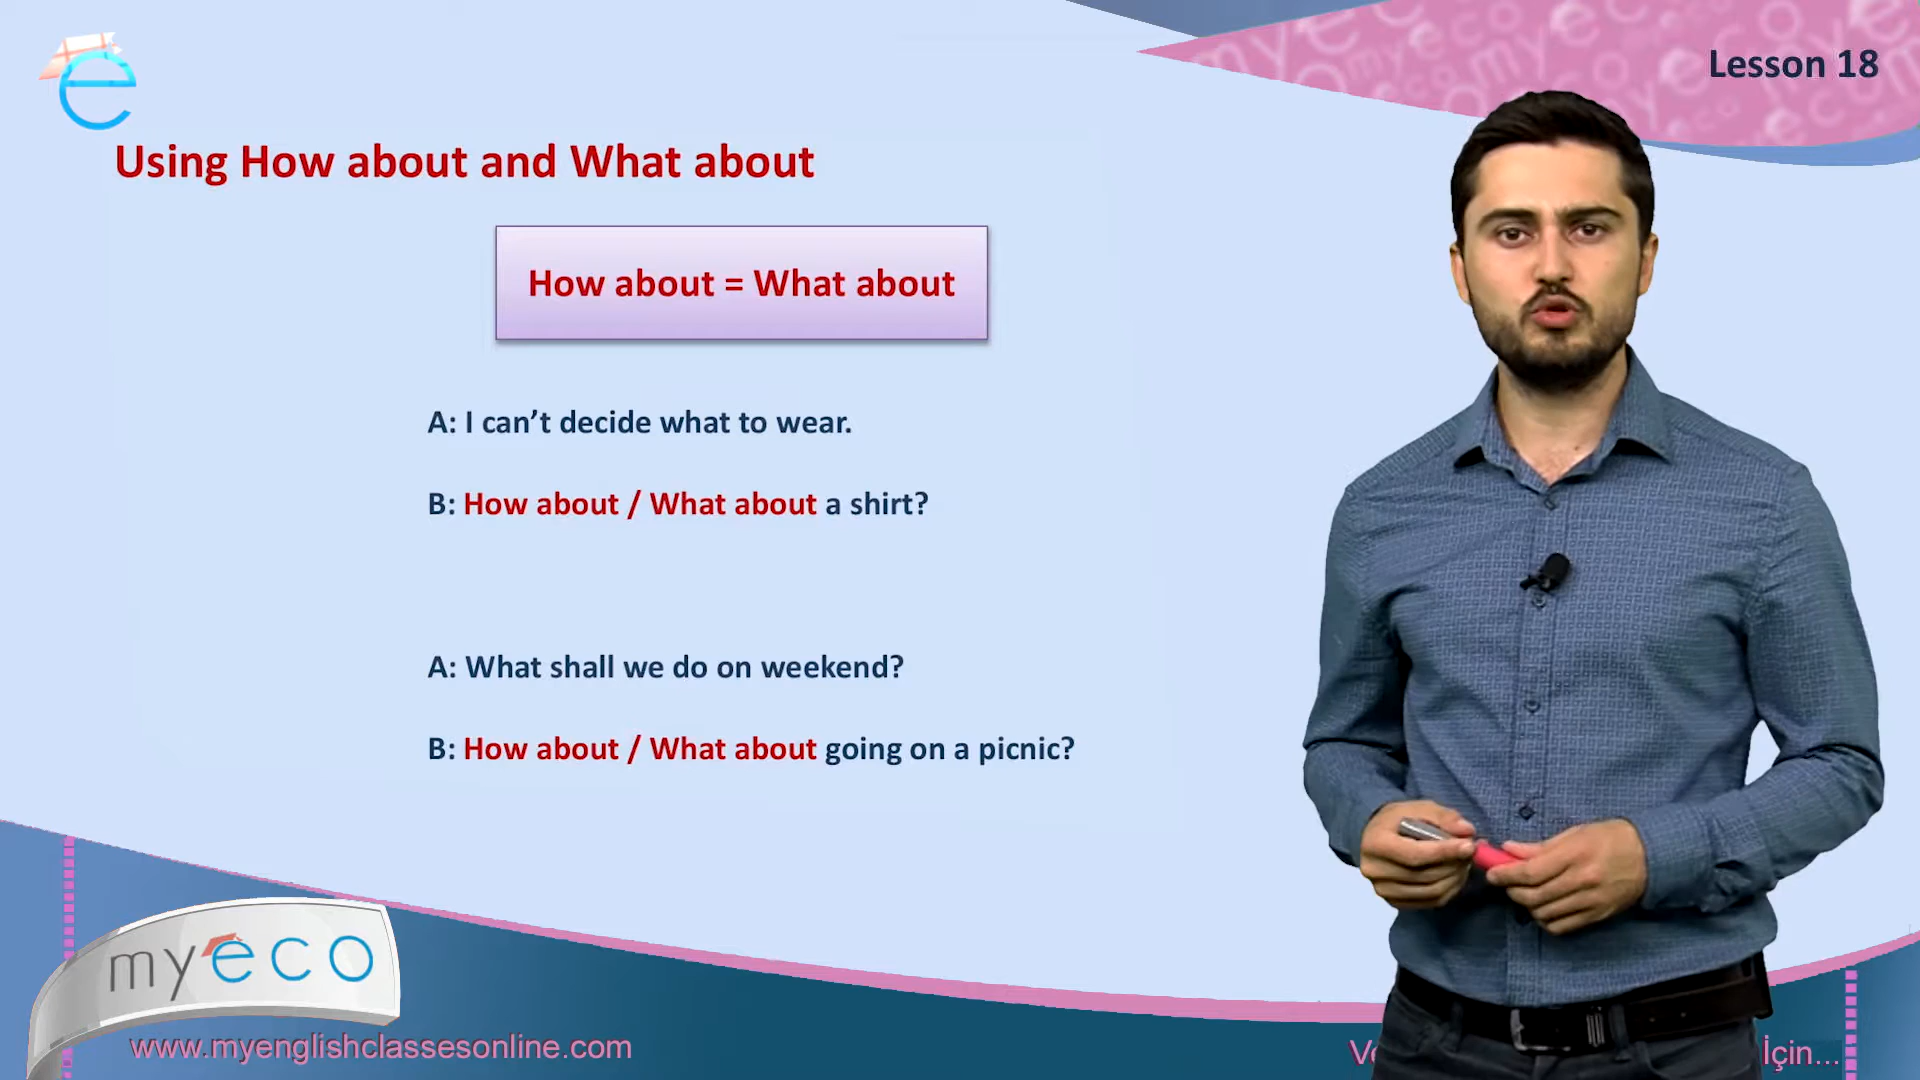 Lesson 18
Using How about and What about
How about = What about
A: I can’t decide what to wear.
B: How about / What about a shirt?
A: What shall we do on weekend?
B: How about / What about going on a picnic?
myeco
www.myenglishclassesonline.com
İçin...